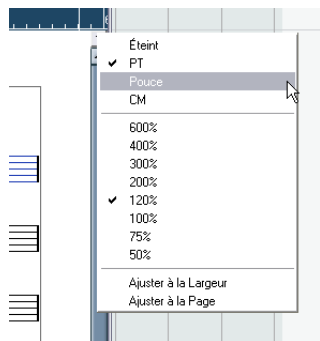 Éteint
PT
Pouce
CM
600%
400%
300%
200%
120%
100%
75%
50%
Ajuster à la Largeur
Ajuster à la Page